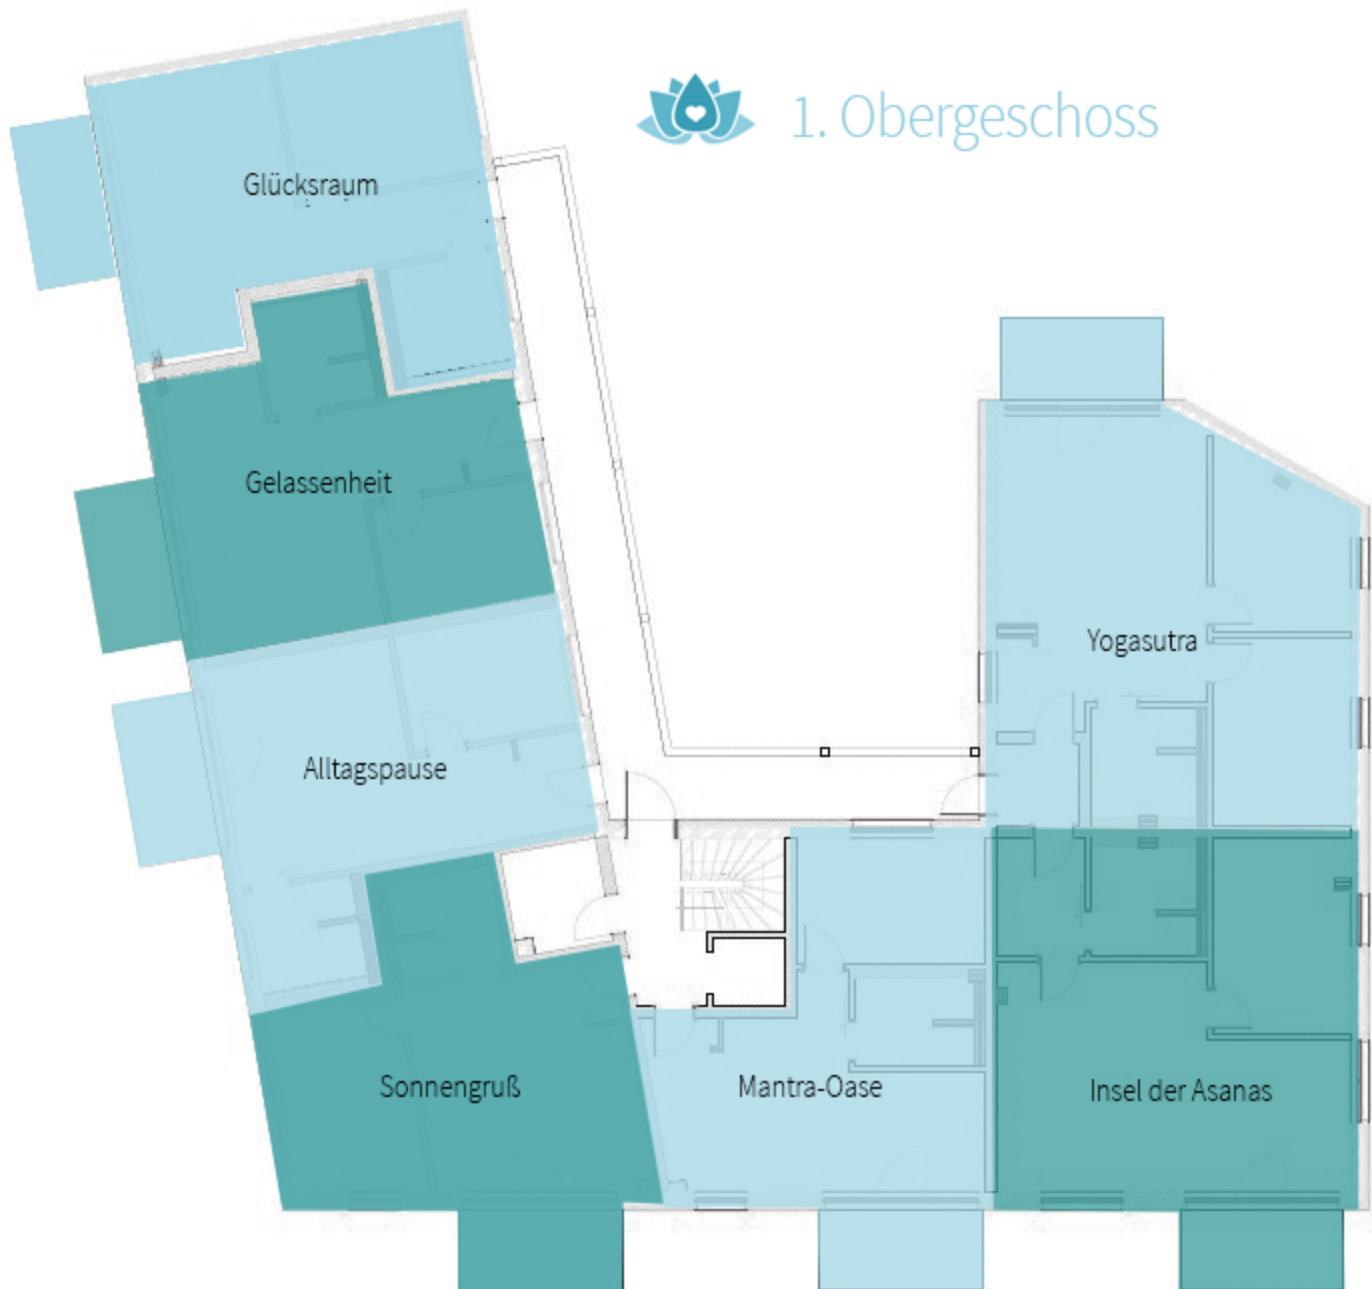 1. Obergeschoss
Glücksraum
Gelassenheit
Yogasutra
Alltagspause
Sonnengruß
Mantra-Oase
Insel der Asanas